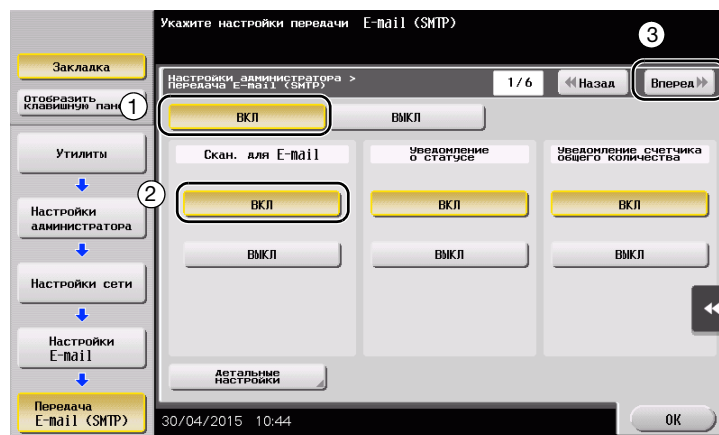 Укажите настройки передачи E-mail (SMTP)
3
Закладка
Отобразить
клавишную пан
1
Настройки администратора >
Передача E-mail (SMTP)
1/6
Назад
Вперед
ВКЛ
ВЫКЛ
Утилиты
Скан. для E-mail
Уведомление
о статусе
Уведомление счетчика
общего количества
2
Настройки
администратора
ВКЛ
ВКЛ
ВКЛ
ВЫКЛ
ВЫКЛ
ВЫКЛ
Настройки сети
Настройки
E-mail
Детальные
настройки
Передача
E-mail (SMTP)
30/04/2015 10:44
OK